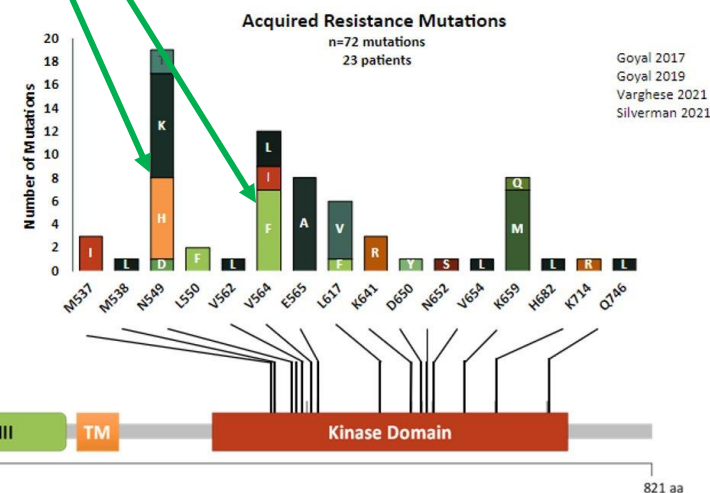 Acquired Resistance Mutations
n=72 mutations
23 patients
Goyal 2017
Goyal 2019
Varghese 2021
Silverman 2021
Number of Mutations
20
18
16
14
12
10
8
6
4
2
0
I
L
K
H
D
F
L
L
I
F
A
V
F
R
Y
S
L
Q
M
L
R
L
M537
M538
N549
L550
V562
V564
E565
L617
K641
D650
N652
V654
K659
H682
K714
Q746
III
TM
Kinase Domain
821 aa